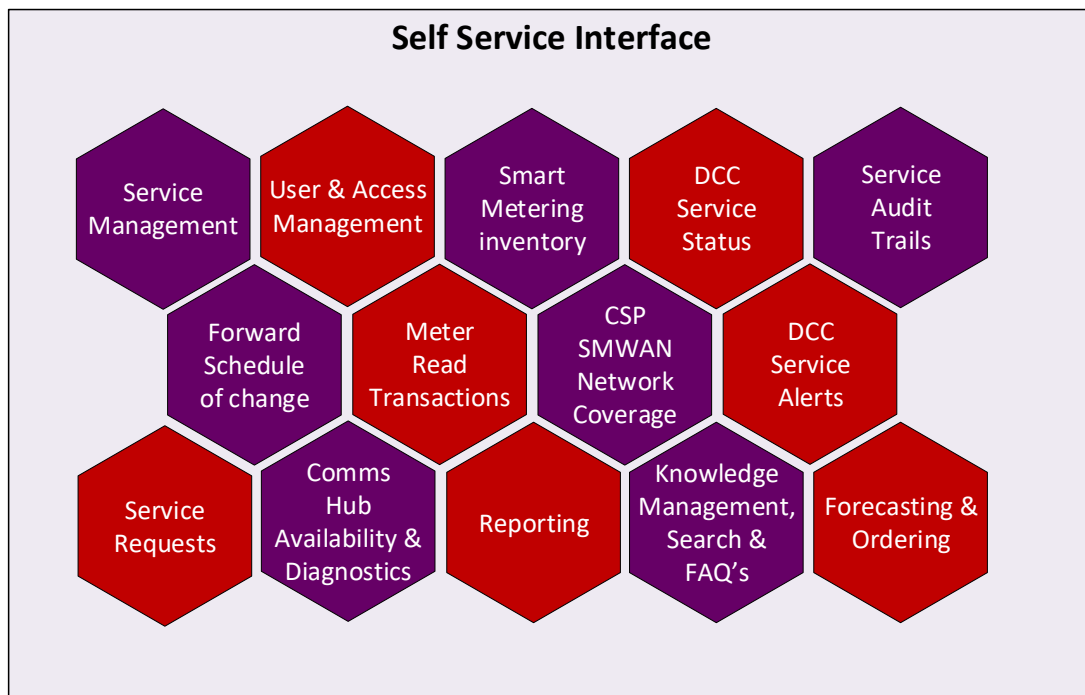 Self Service Interface
Service
Management
User & Access
Management
Smart
Metering
inventory
DCC
Service
Status
Service
Audit
Trails
Forward
Schedule
of change
Meter
Read
Transactions
CSP
SMWAN
Network
Coverage
DCC
Service
Alerts
Service
Requests
Comms
Hub
Availability &
Diagnostics
Reporting
Knowledge
Management,
Search &
FAQ’s
Forecasting &
Ordering